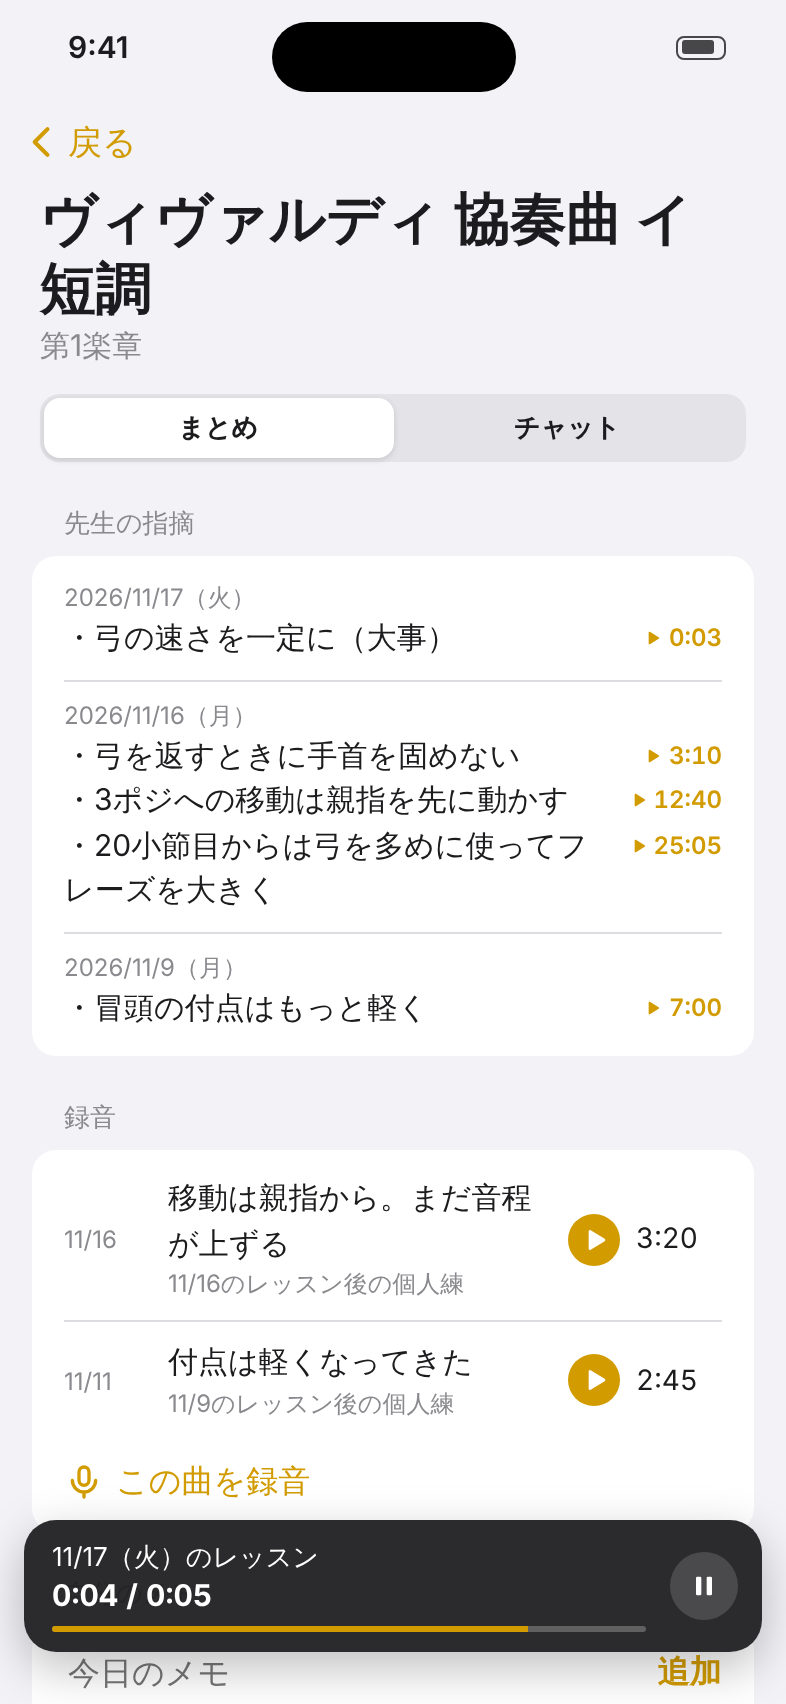 9:41
戻る
ヴィヴァルディ 協奏曲 イ
短調
第1楽章
まとめ
チャット
先生の指摘
2026/11/17（火）
・弓の速さを一定に（大事） 0:03
2026/11/16（月）
・弓を返すときに手首を固めない 3:10
・3ポジへの移動は親指を先に動かす 12:40
・20小節目からは弓を多めに使ってフ 25:05
レーズを大きく
2026/11/9（月）
・冒頭の付点はもっと軽く 7:00
録音
移動は親指から。まだ音程
が上ずる
11/16 3:20
11/16のレッスン後の個人練
付点は軽くなってきた
11/11 2:45
11/9のレッスン後の個人練
この曲を録音
11/17（火）のレッスン
0:04 / 0:05
今日のメモ 追加